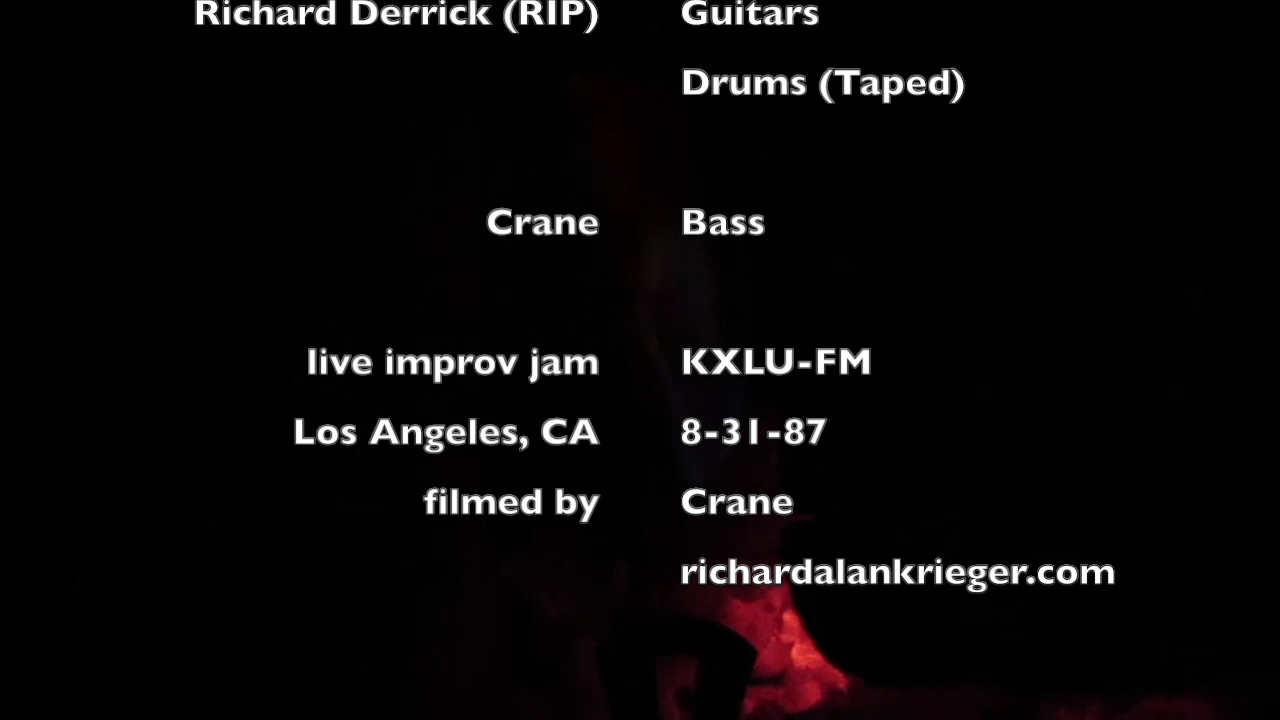 Richard Derrick (RIP) Guitars
Drums (Taped)
Crane Bass
live improv jam KXLU-FM
Los Angeles, CA 8-31-87
filmed by Crane
richardalankrieger.com